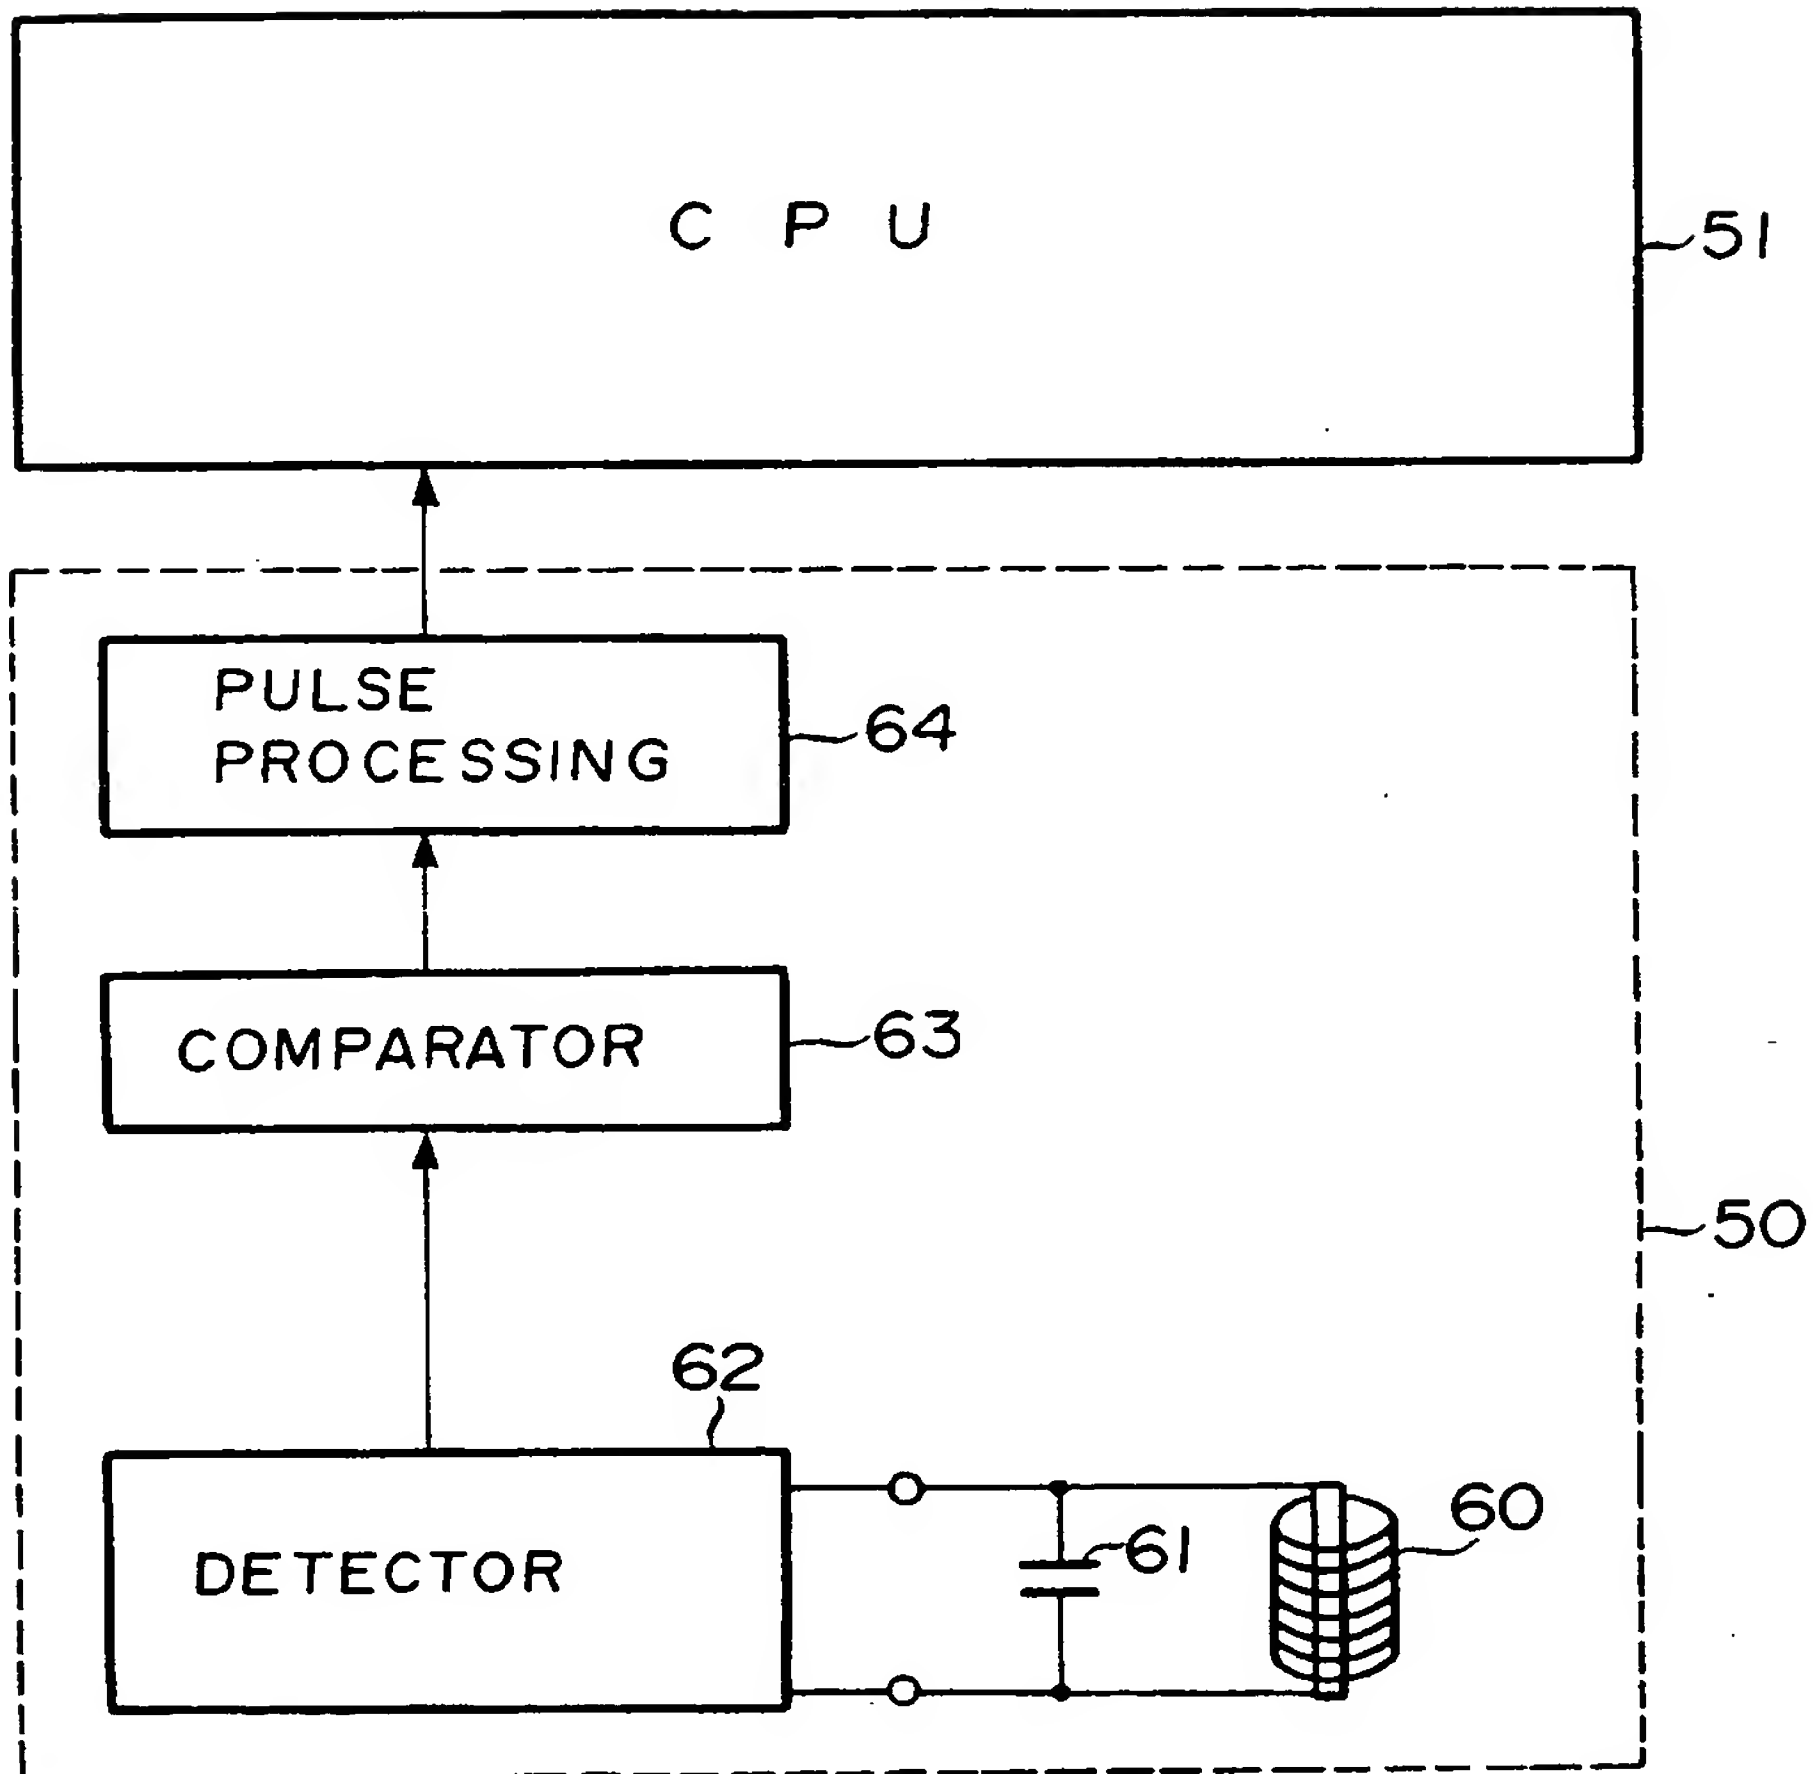 C P U
51
PULSE
PROCESSING
64
COMPARATOR
63
50
62
DETECTOR
61
60